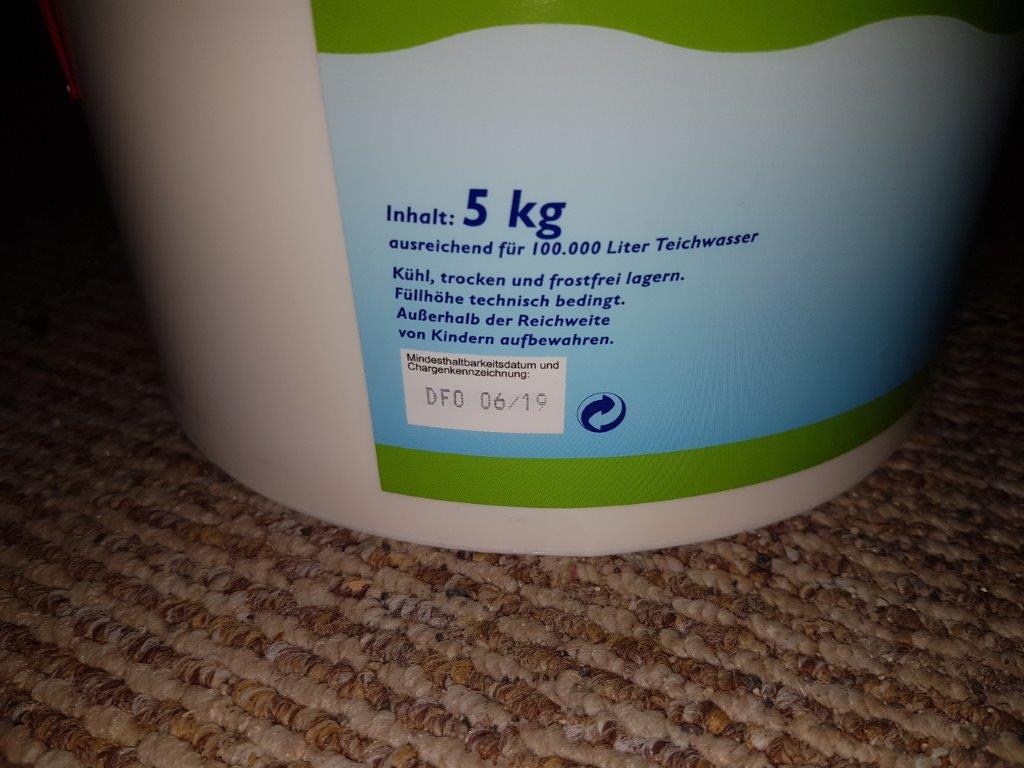 Inhalt: 5 kg
ausreichend für 100.000 Liter Teichwasser
Kühl, trocken und frostfrei lagern.
Füllhöhe technisch bedingt.
Außerhalb der Reichweite
von Kindern aufbewahren.
Mindesthaltbarkeitsdatum und
Chargenkennzeichnung:
DFO 06/19